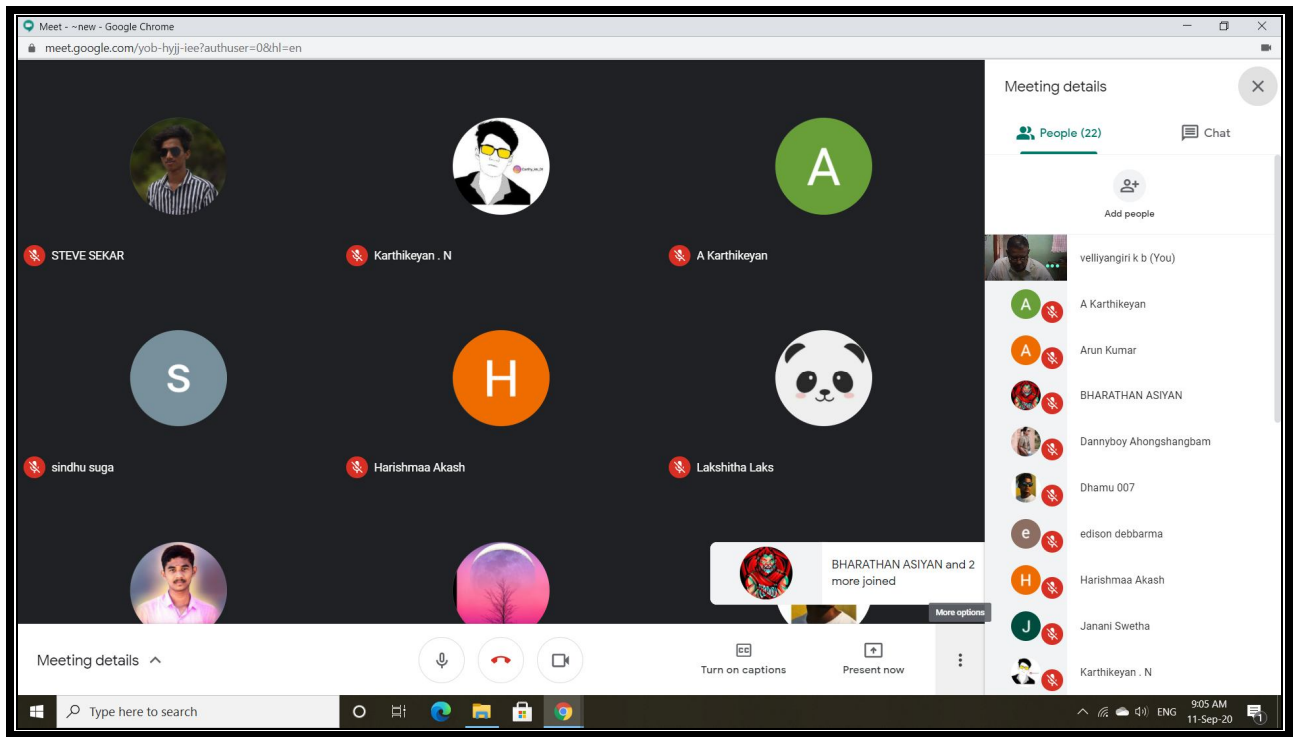 Meet - ~new - Google Chrome
meet.google.com/yob-hyjj-iee?authuser=0&hl=en
STEVE SEKAR
Karthikeyan . N
A
A Karthikeyan
S
sindhu suga
H
Harishmaa Akash
Lakshitha Laks
BHARATHAN ASIYAN and 2
more joined
More options
Meeting details
People (22)
Chat
Add people
velliyangiri k b (You)
A
A Karthikeyan
A
Arun Kumar
BHARATHAN ASIYAN
Dannyboy Ahongshangbam
Dhamu 007
e
edison debbarma
H
Harishmaa Akash
J
Janani Swetha
Karthikeyan . N
Meeting details
CC
Turn on captions
Present now
Type here to search
ENG
9:05 AM
11-Sep-20
1